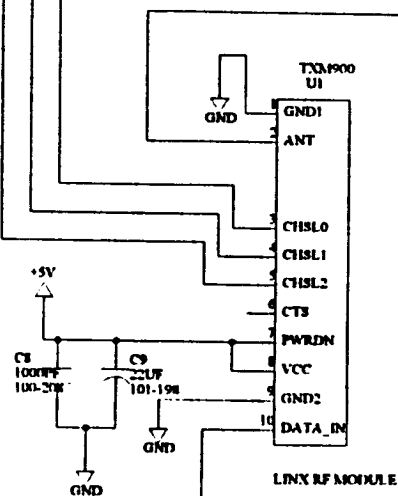 TXM900
U1
1
GND1
GND
2
ANT
3
CHSL0
4
CHSL1
5
CHSL2
+5V
6
CTS
7
PWRDN
C8
1000PF
C9
22UF
101-198
8
VCC
9
GND2
GND
10
DATA_IN
GND
LINX RF MODULE